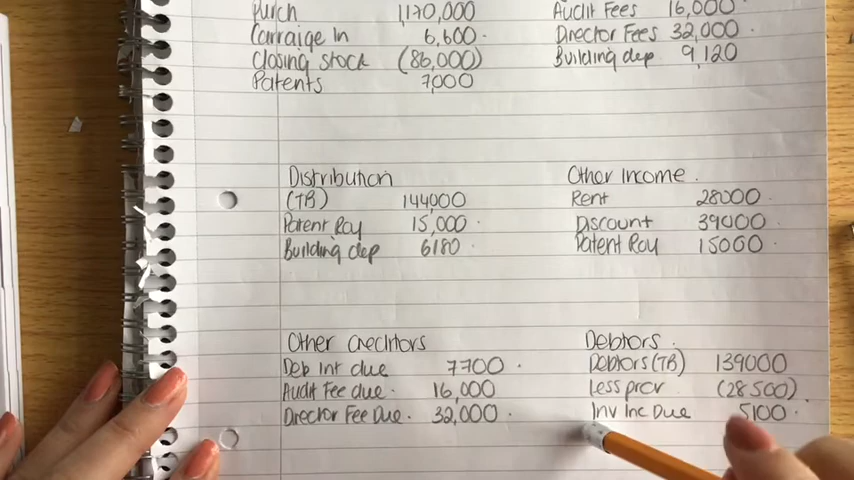 Purch 1,170,000
Carraige In 6,600
Closing Stock (86,000)
Patents 7,000
Audit Fees 16,000
Director Fees 32,000
Building dep 9,120
Distribution
(TB) 144000
Patent Roy 15,000
Building dep 6180
Other Income
Rent 28000
Discount 39000
Patent Roy 15000
Other Creditors
Deb Int due 7700
Audit Fee due 16,000
Director Fee Due 32,000
Debtors
Debtors (TB) 139000
Less prov (28500)
Inv Inc Due 5100